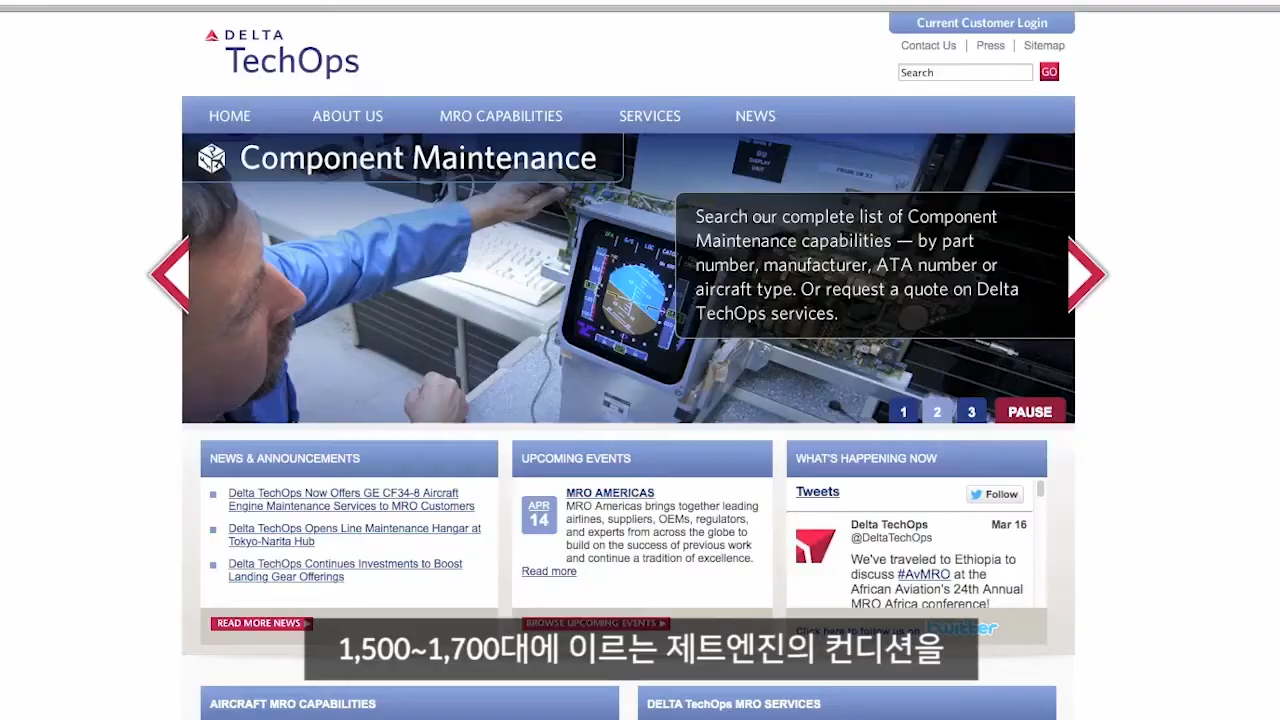 Current Customer Login
DELTA
TechOps
Contact Us | Press | Sitemap
Search
GO
HOME
ABOUT US
MRO CAPABILITIES
SERVICES
NEWS
Component Maintenance
Search our complete list of Component
Maintenance capabilities — by part
number, manufacturer, ATA number or
aircraft type. Or request a quote on Delta
TechOps services.
1
2
3
PAUSE
NEWS & ANNOUNCEMENTS
Delta TechOps Now Offers GE CF34-8 Aircraft
Engine Maintenance Services to MRO Customers
Delta TechOps Opens Line Maintenance Hangar at
Tokyo-Narita Hub
Delta TechOps Continues Investments to Boost
Landing Gear Offerings
READ MORE NEWS
UPCOMING EVENTS
APR
14
MRO AMERICAS
MRO Americas brings together leading
airlines, suppliers, OEMs, regulators,
and experts from across the globe to
build on the success of previous work
and continue a tradition of excellence.
Read more
BROWSE UPCOMING EVENTS
WHAT'S HAPPENING NOW
Tweets
Follow
Delta TechOps
Mar 16
@DeltaTechOps
We've traveled to Ethiopia to
discuss #AvMRO at the
African Aviation's 24th Annual
MRO Africa conference!
Click here to follow us on twitter
1,500~1,700대에 이르는 제트엔진의 컨디션을
AIRCRAFT MRO CAPABILITIES
DELTA TechOps MRO SERVICES